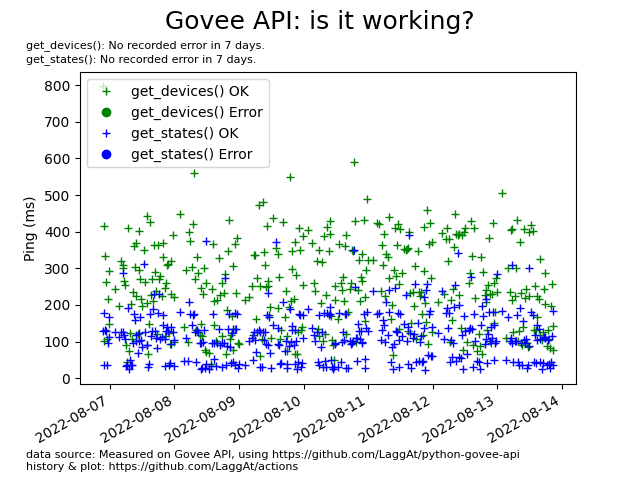 Govee API: is it working?
get_devices(): No recorded error in 7 days.
get_states(): No recorded error in 7 days.
get_devices() OK
get_devices() Error
get_states() OK
get_states() Error
Ping (ms)
800
700
600
500
400
300
200
100
0
2022-08-07
2022-08-08
2022-08-09
2022-08-10
2022-08-11
2022-08-12
2022-08-13
2022-08-14
data source: Measured on Govee API, using https://github.com/LaggAt/python-govee-api
history & plot: https://github.com/LaggAt/actions